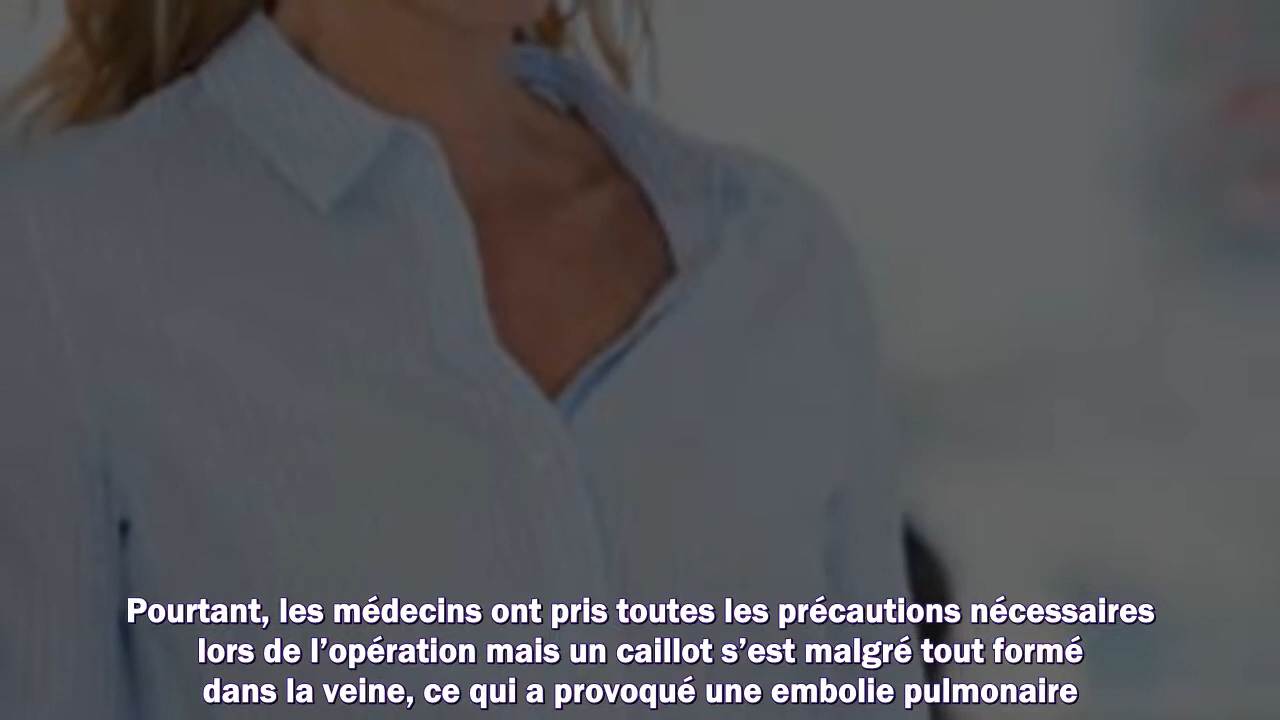 Pourtant, les médecins ont pris toutes les précautions nécessaires
lors de l’opération mais un caillot s’est malgré tout formé
dans la veine, ce qui a provoqué une embolie pulmonaire